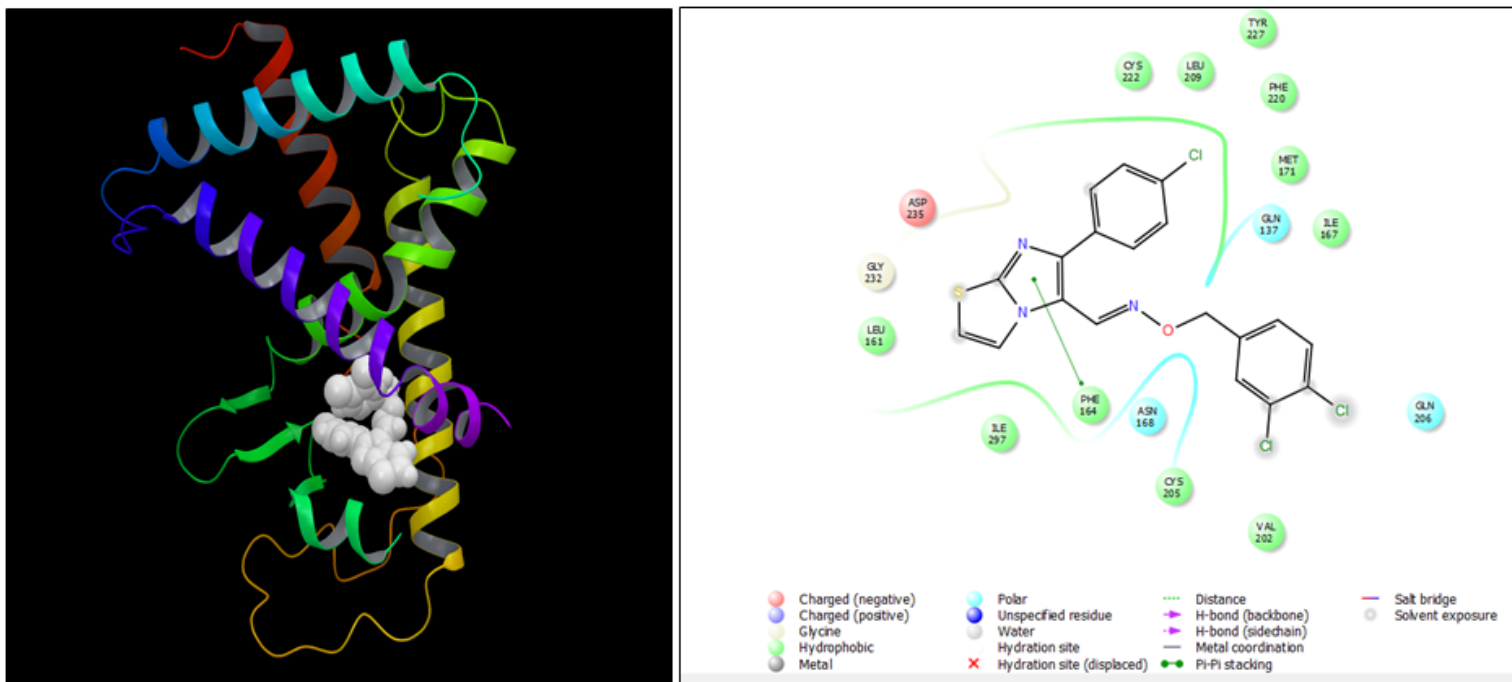 TYR
227
CYS
222
LEU
209
PHE
220
Cl
MET
171
ASP
235
GLN
137
ILE
167
N
GLY
232
S
N
N
O
LEU
161
PHE
164
ASN
168
Cl
GLN
206
ILE
297
Cl
CYS
205
VAL
202
Charged (negative)
Charged (positive)
Glycine
Hydrophobic
Metal
Polar
Unspecified residue
Water
Hydration site
Hydration site (displaced)
Distance
H-bond (backbone)
H-bond (sidechain)
Metal coordination
Pi-Pi stacking
Salt bridge
Solvent exposure